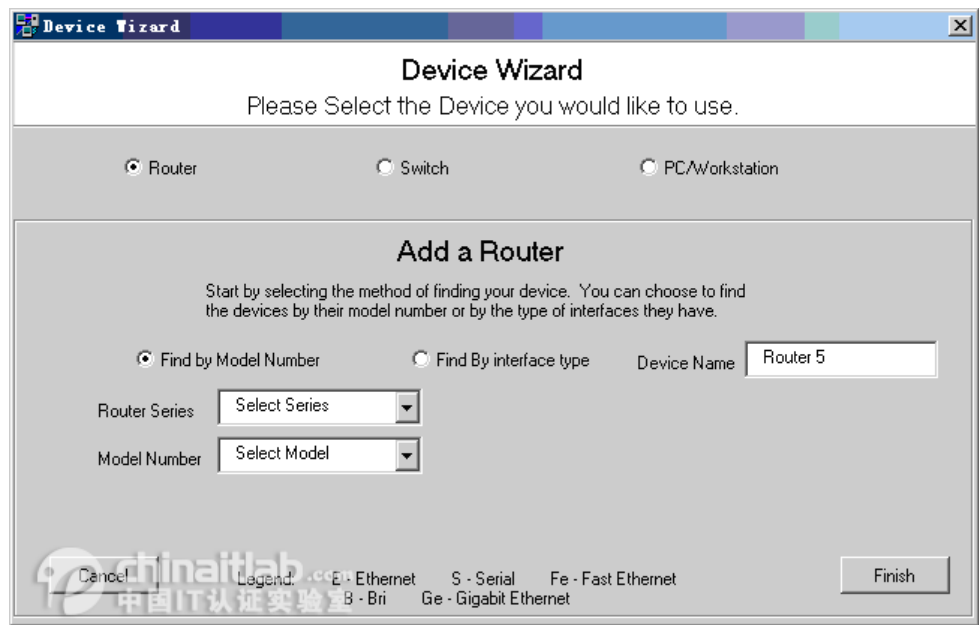 Device Wizard
Device Wizard
Please Select the Device you would like to use.
Router Switch PC/Workstation
Add a Router
Start by selecting the method of finding your device. You can choose to find
the devices by their model number or by the type of interfaces they have.
Find by Model Number Find By interface type Device Name Router 5
Router Series Select Series
Model Number Select Model
chinaitlab.com
中国IT认证实验室
Cancel Legend: E - Ethernet S - Serial Fe - Fast Ethernet Finish
B - Bri Ge - Gigabit Ethernet